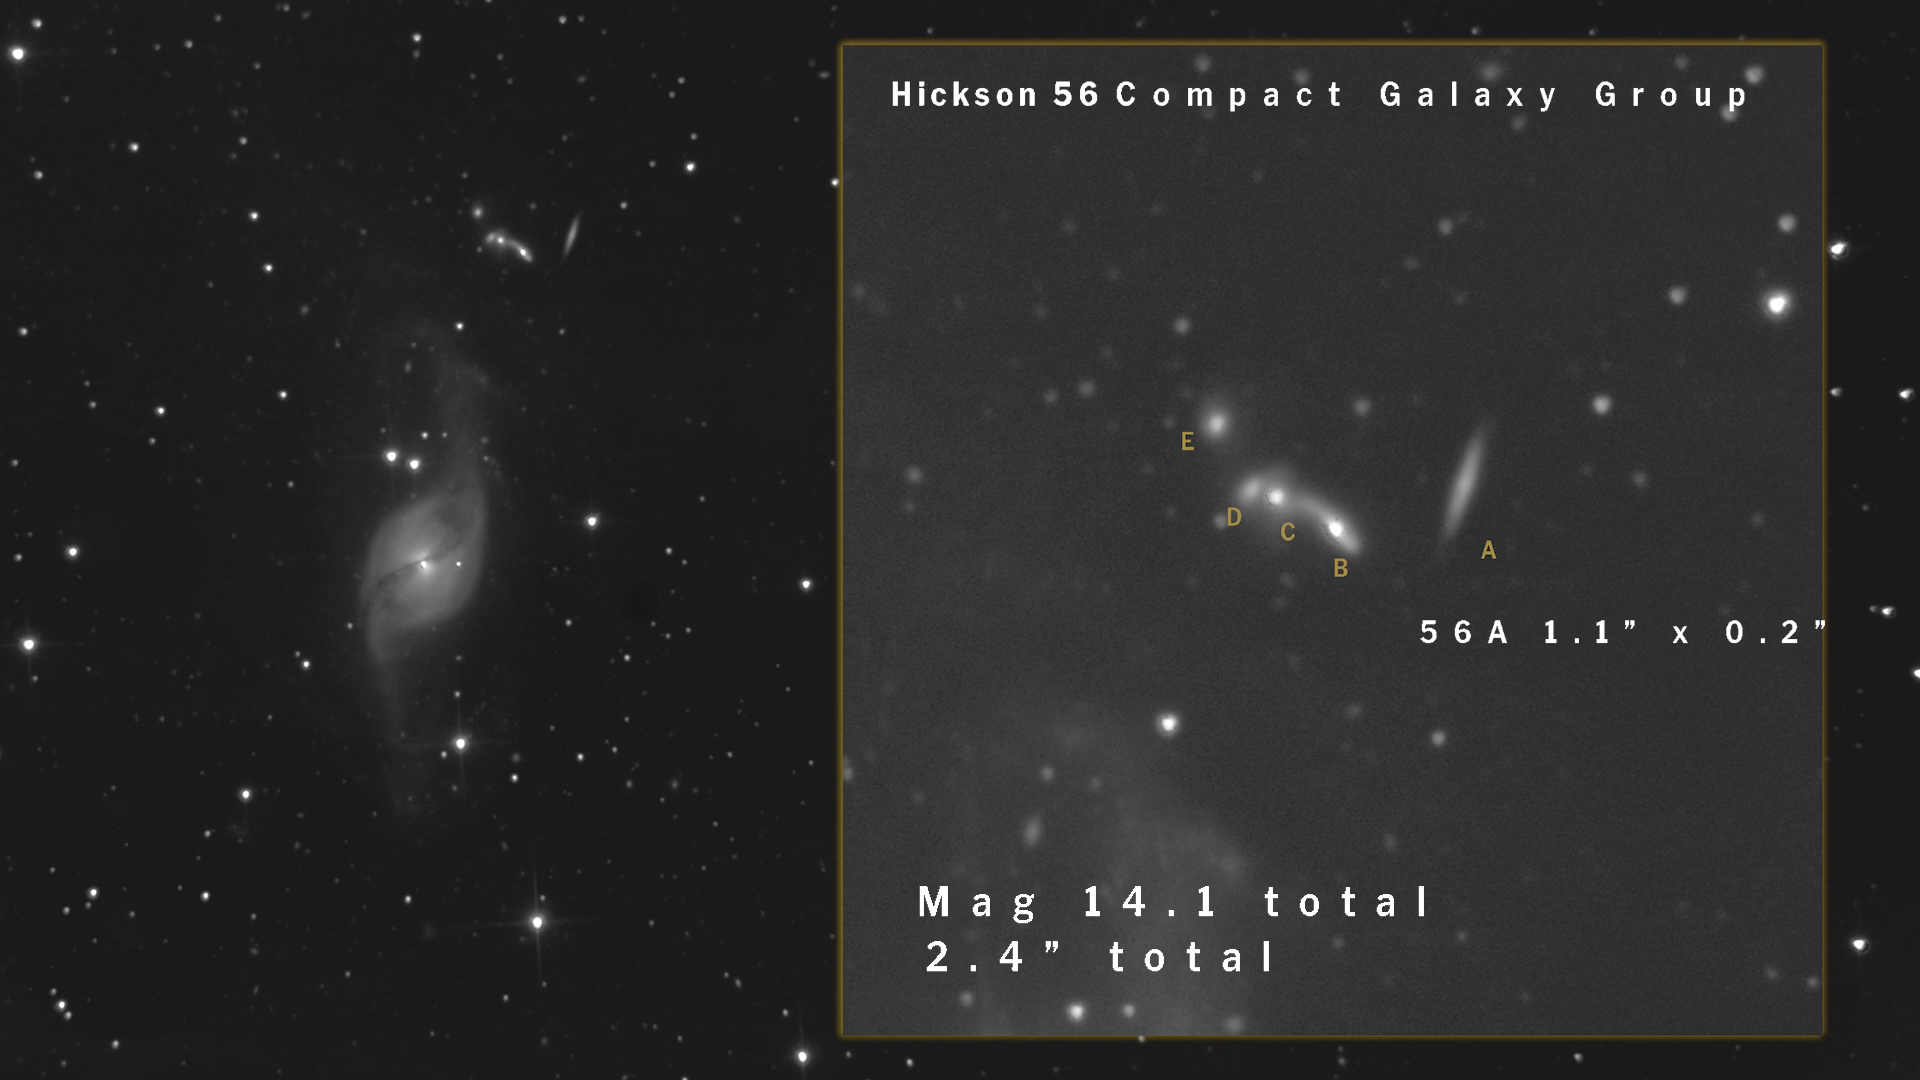 Hickson 56 Compact Galaxy Group
E
D
C
B
A
56A 1.1” x 0.2”
Mag 14.1 total
2.4” total